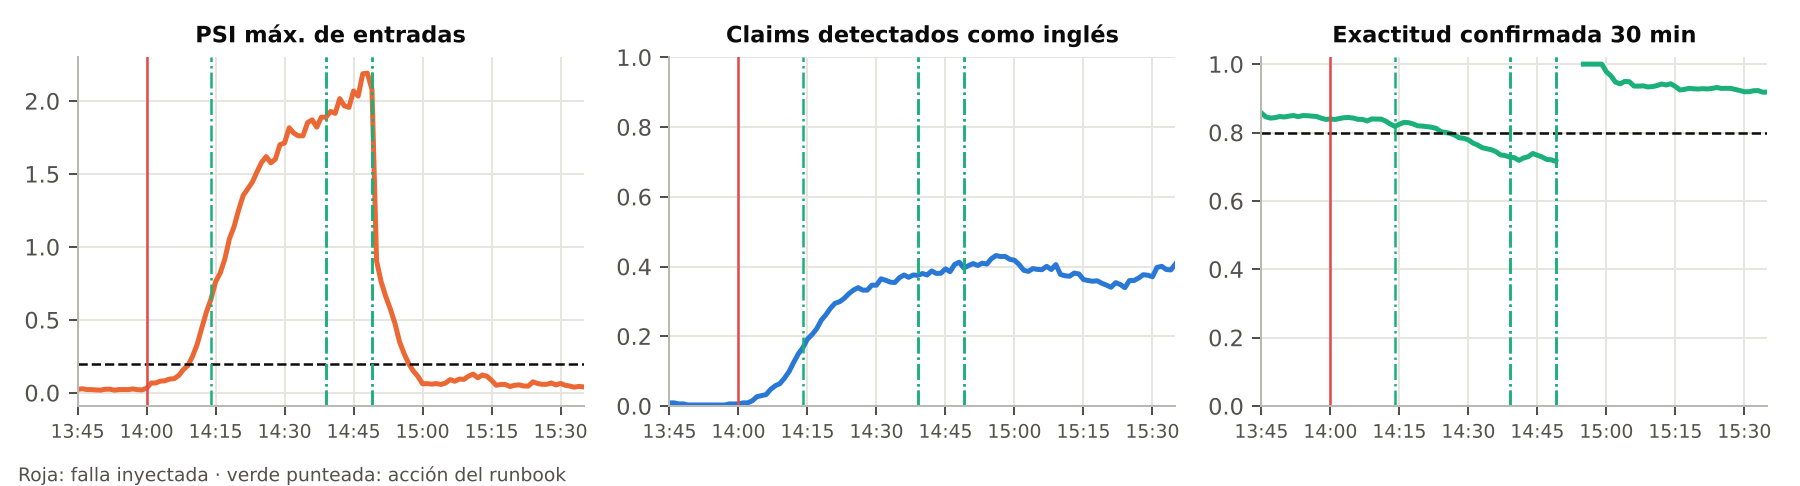 PSI máx. de entradas
2.0
1.5
1.0
0.5
0.0
13:45 14:00 14:15 14:30 14:45 15:00 15:15 15:30
Claims detectados como inglés
1.0
0.8
0.6
0.4
0.2
0.0
13:45 14:00 14:15 14:30 14:45 15:00 15:15 15:30
Exactitud confirmada 30 min
1.0
0.8
0.6
0.4
0.2
0.0
13:45 14:00 14:15 14:30 14:45 15:00 15:15 15:30
Roja: falla inyectada · verde punteada: acción del runbook